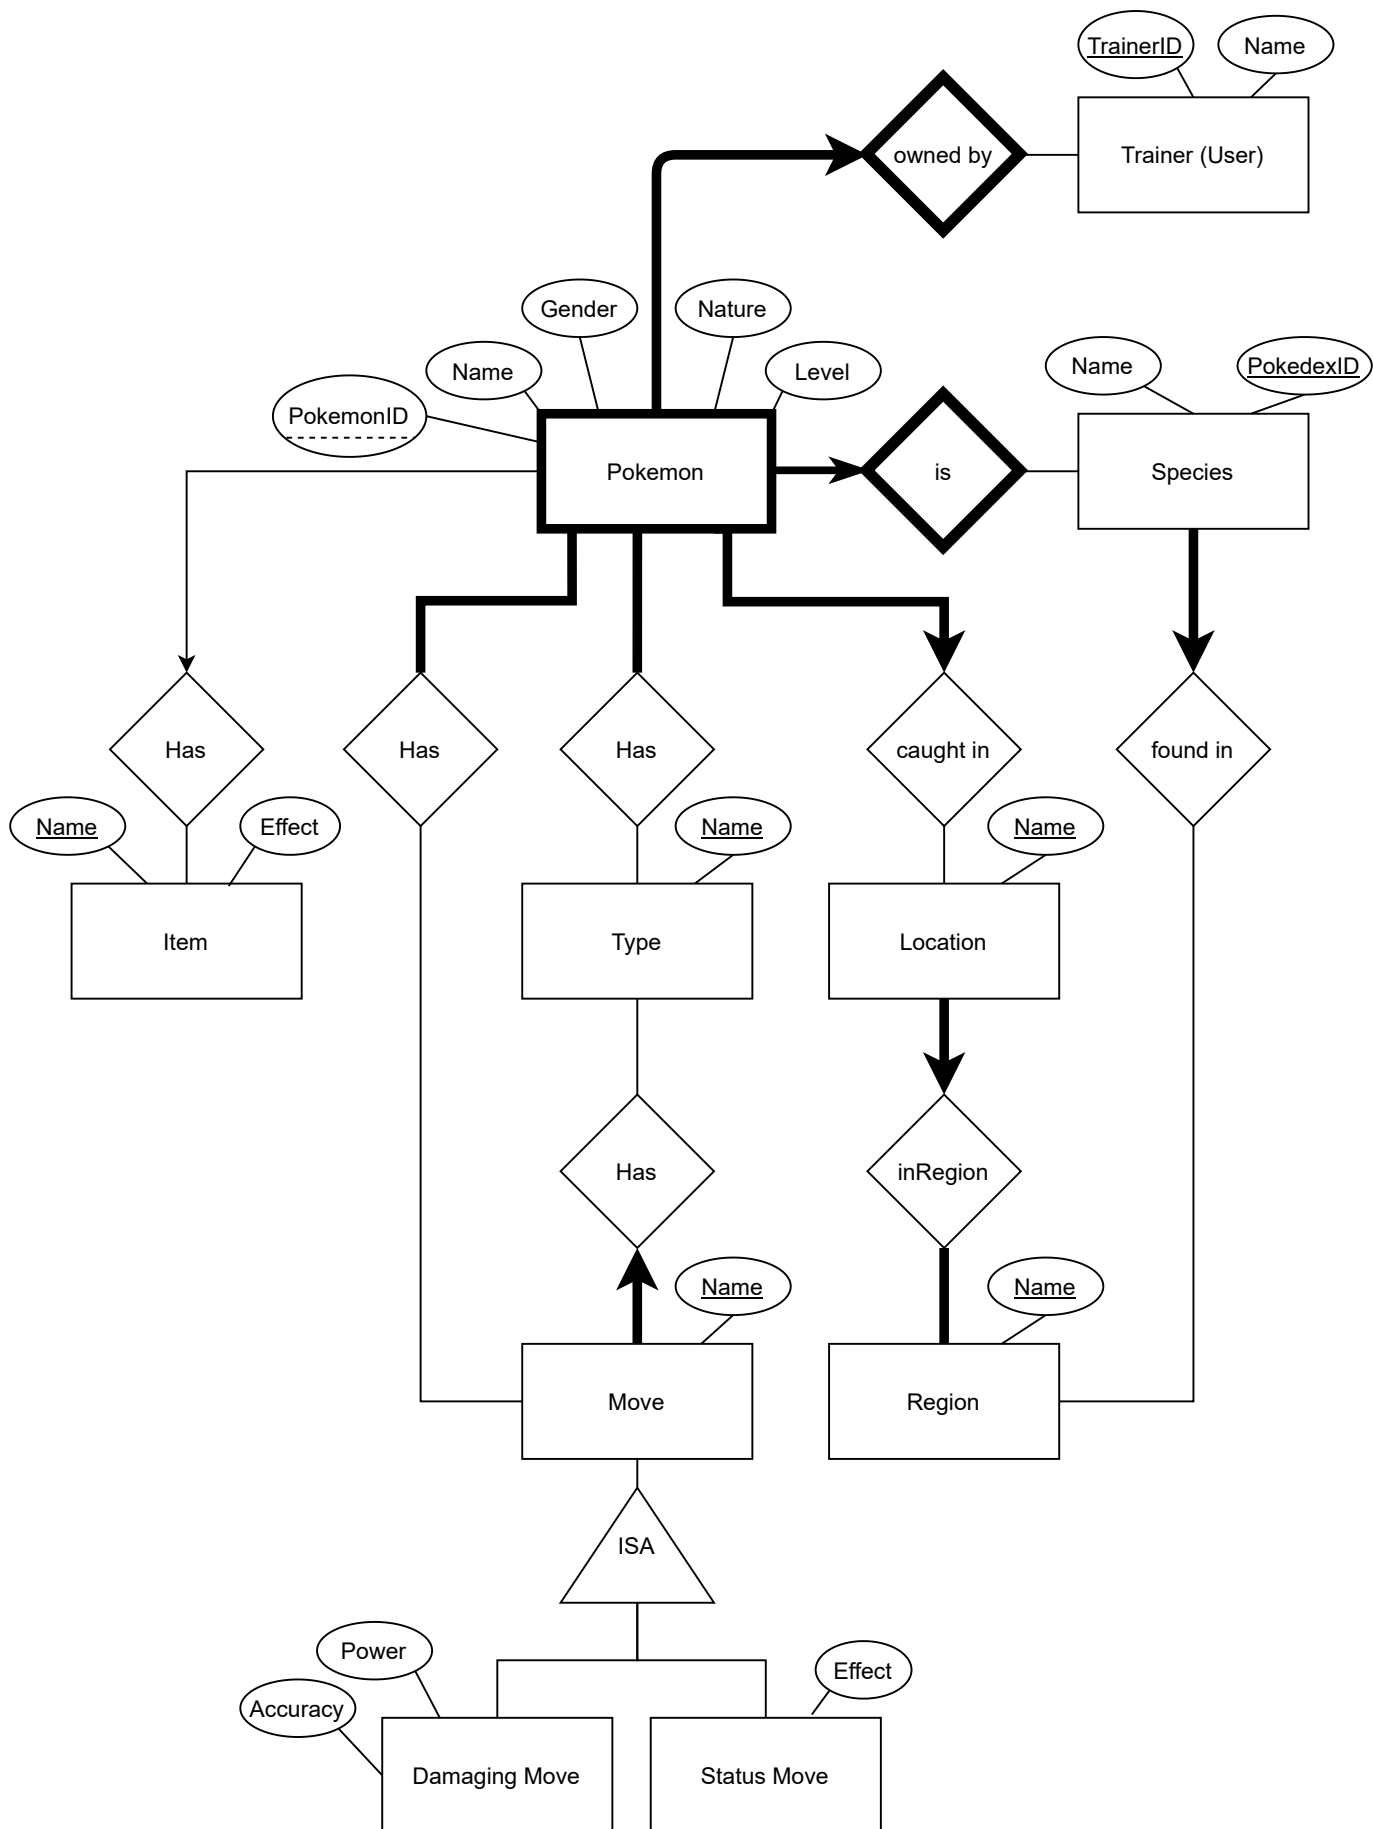 TrainerID
Name
Trainer (User)
owned by
Gender
Nature
Name
Level
PokemonID
Pokemon
is
Name
PokedexID
Species
Has
Has
Has
caught in
found in
Name
Effect
Name
Name
Item
Type
Location
Has
inRegion
Name
Name
Move
Region
ISA
Power
Effect
Accuracy
Damaging Move
Status Move